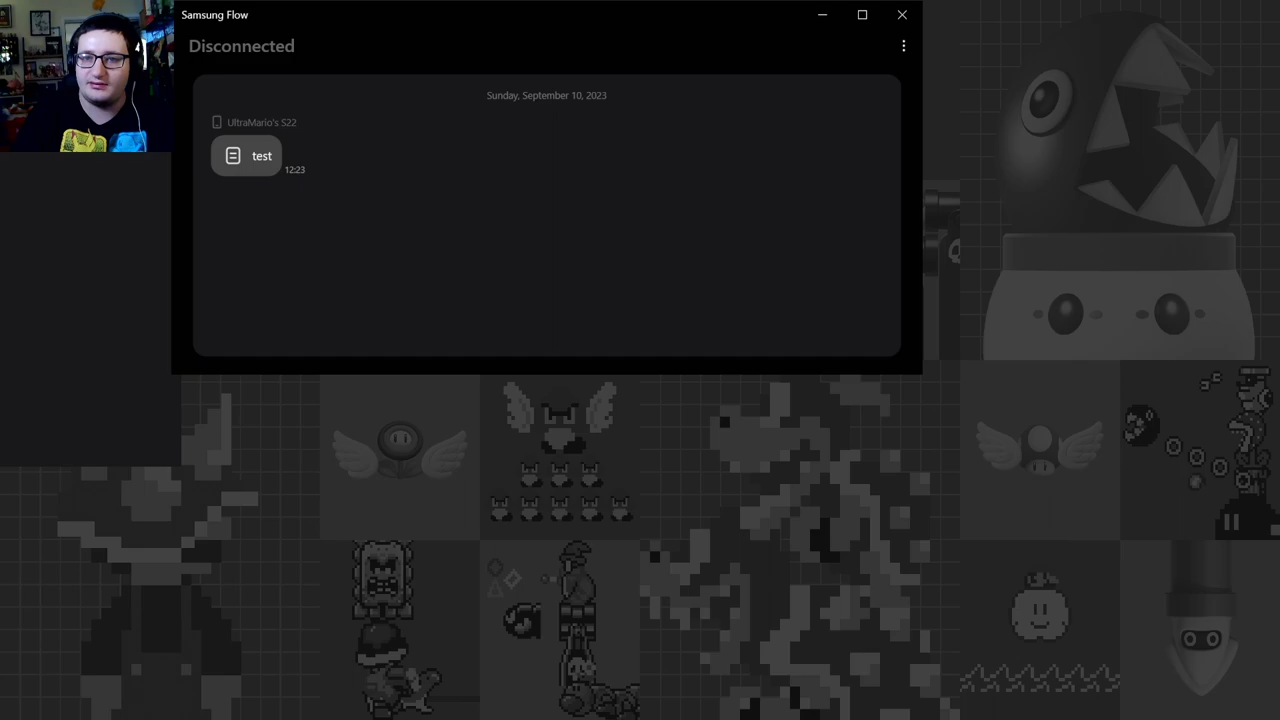 Samsung Flow
Disconnected
Sunday, September 10, 2023
UltraMario's S22
test
12:23